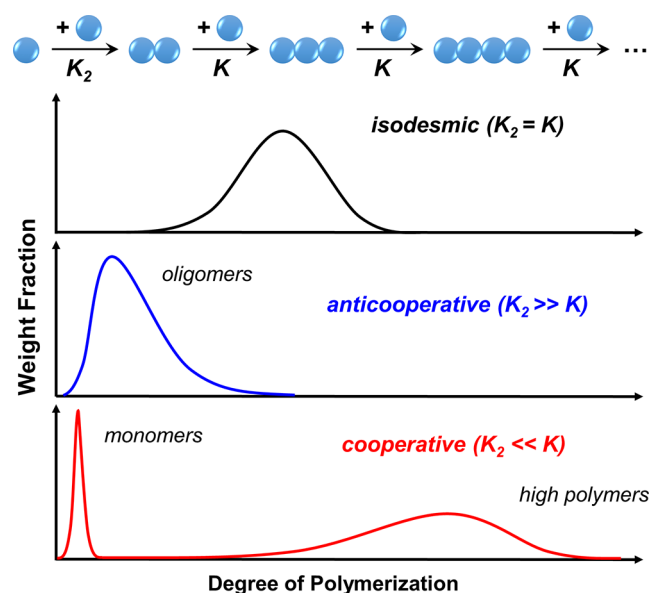 + + + +
K₂ K K K ...
isodesmic (K₂ = K)
oligomers
anticooperative (K₂ >> K)
Weight Fraction
monomers
cooperative (K₂ << K)
high polymers
Degree of Polymerization